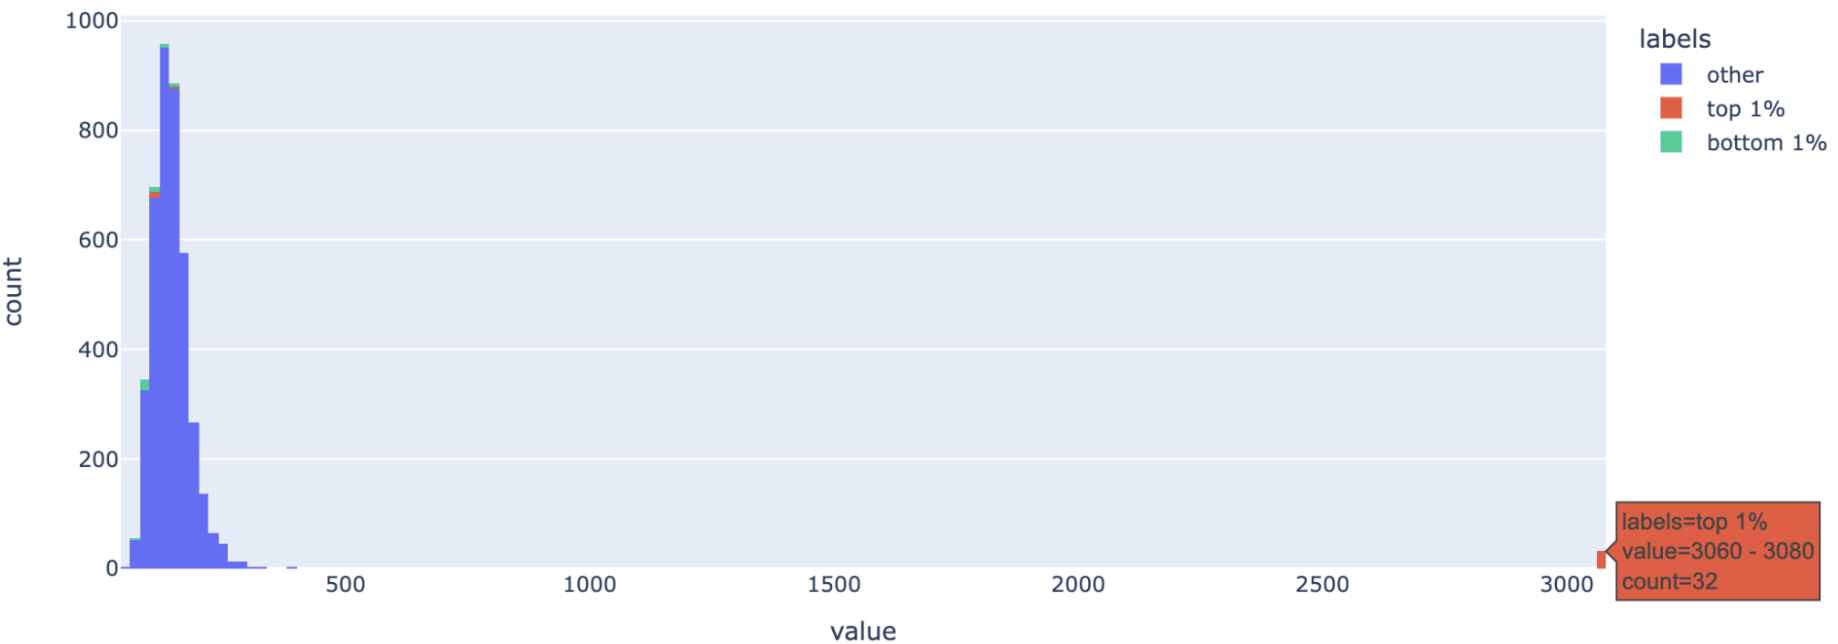 1000
800
600
400
200
0
count
500
1000
1500
2000
2500
3000
value
labels
other
top 1%
bottom 1%
labels=top 1%
value=3060 - 3080
count=32